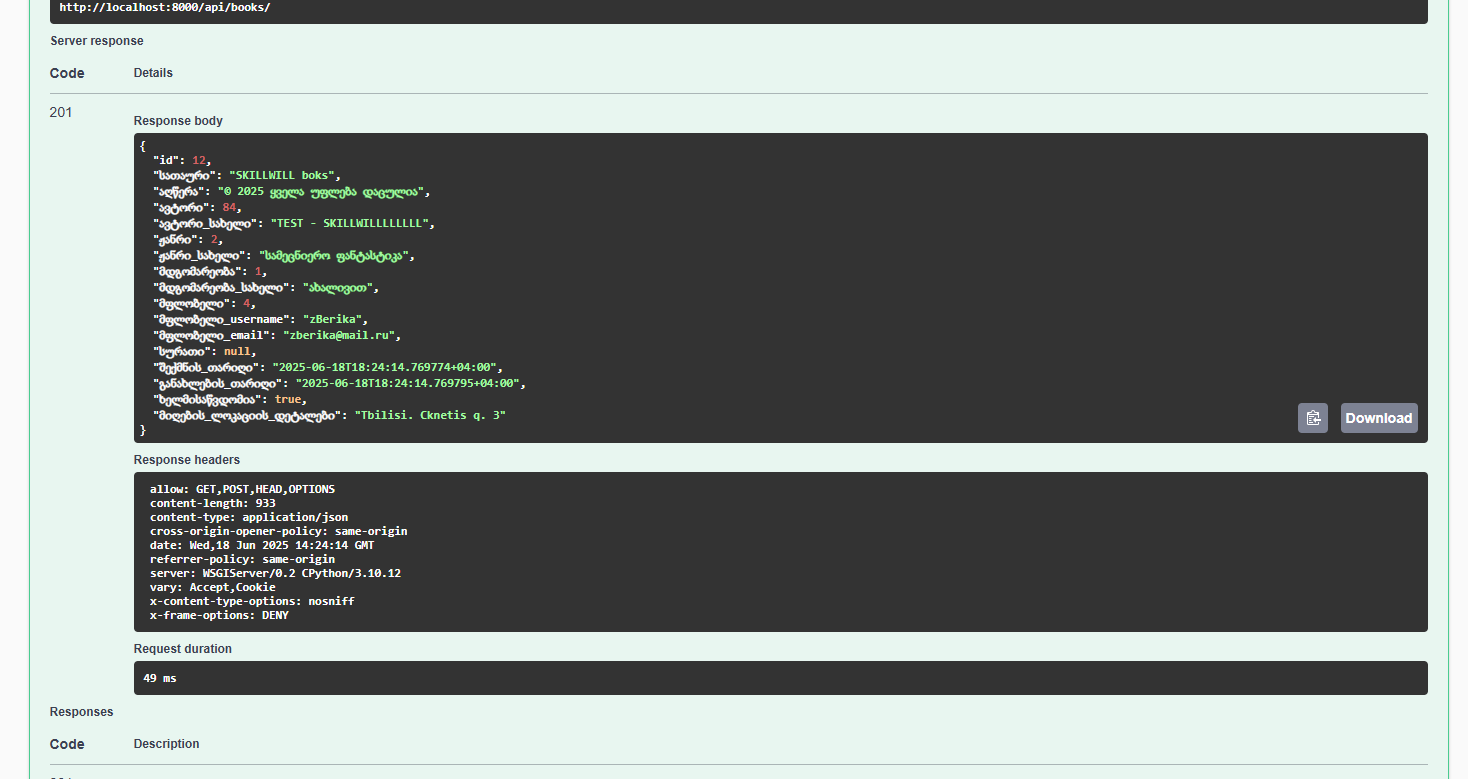 http://localhost:8000/api/books/
Server response
Code Details
201
Response body
{
"id": 12,
"სათაური": "SKILLWILL boks",
"აღწერა": "© 2025 ყველა უფლება დაცულია",
"ავტორი": 84,
"ავტორი_სახელი": "TEST - SKILLWILLLLLLLL",
"ჟანრი": 2,
"ჟანრი_სახელი": "სამეცნიერო ფანტასტიკა",
"მდგომარეობა": 1,
"მდგომარეობა_სახელი": "ახალივით",
"მფლობელი": 4,
"მფლობელი_username": "zBerika",
"მფლობელი_email": "zberika@mail.ru",
"სურათი": null,
"შექმნის_თარიღი": "2025-06-18T18:24:14.769774+04:00",
"განახლების_თარიღი": "2025-06-18T18:24:14.769795+04:00",
"ხელმისაწვდომია": true,
"მიღების_ლოკაციის_დეტალები": "Tbilisi. Cknetis q. 3"
}
Download
Response headers
allow: GET,POST,HEAD,OPTIONS
content-length: 933
content-type: application/json
cross-origin-opener-policy: same-origin
date: Wed,18 Jun 2025 14:24:14 GMT
referrer-policy: same-origin
server: WSGIServer/0.2 CPython/3.10.12
vary: Accept,Cookie
x-content-type-options: nosniff
x-frame-options: DENY
Request duration
49 ms
Responses
Code Description